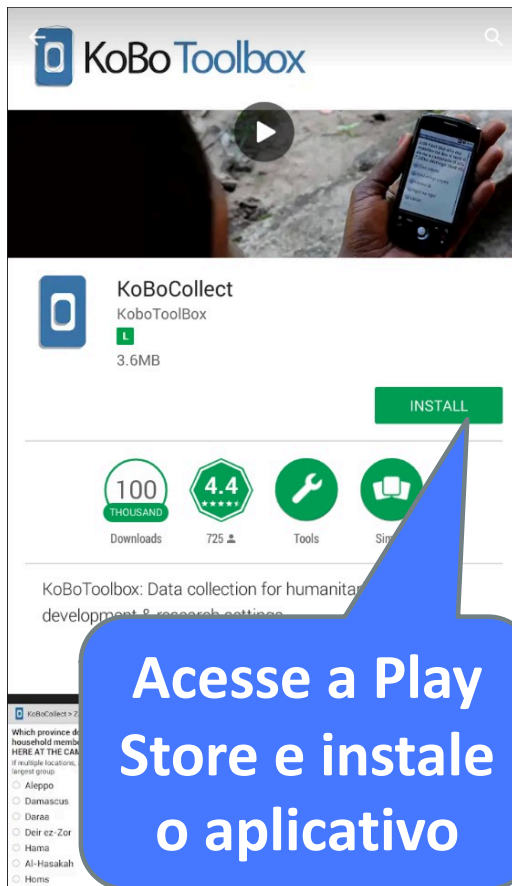 KoBo Toolbox
KoBoCollect
KoboToolBox
L
3.6MB
INSTALL
100
THOUSAND
Downloads
4.4
725
Tools
KoBoToolbox: Data collection for humanitar
development & research settings
Acesse a Play
Store e instale
o aplicativo
KoBoCollect > Z
Which province d
household memb
HERE AT THE CAM
If multiple locations,
largest group.
Aleppo
Damascus
Daraa
Deir ez-Zor
Hama
Al-Hasakah
Homs